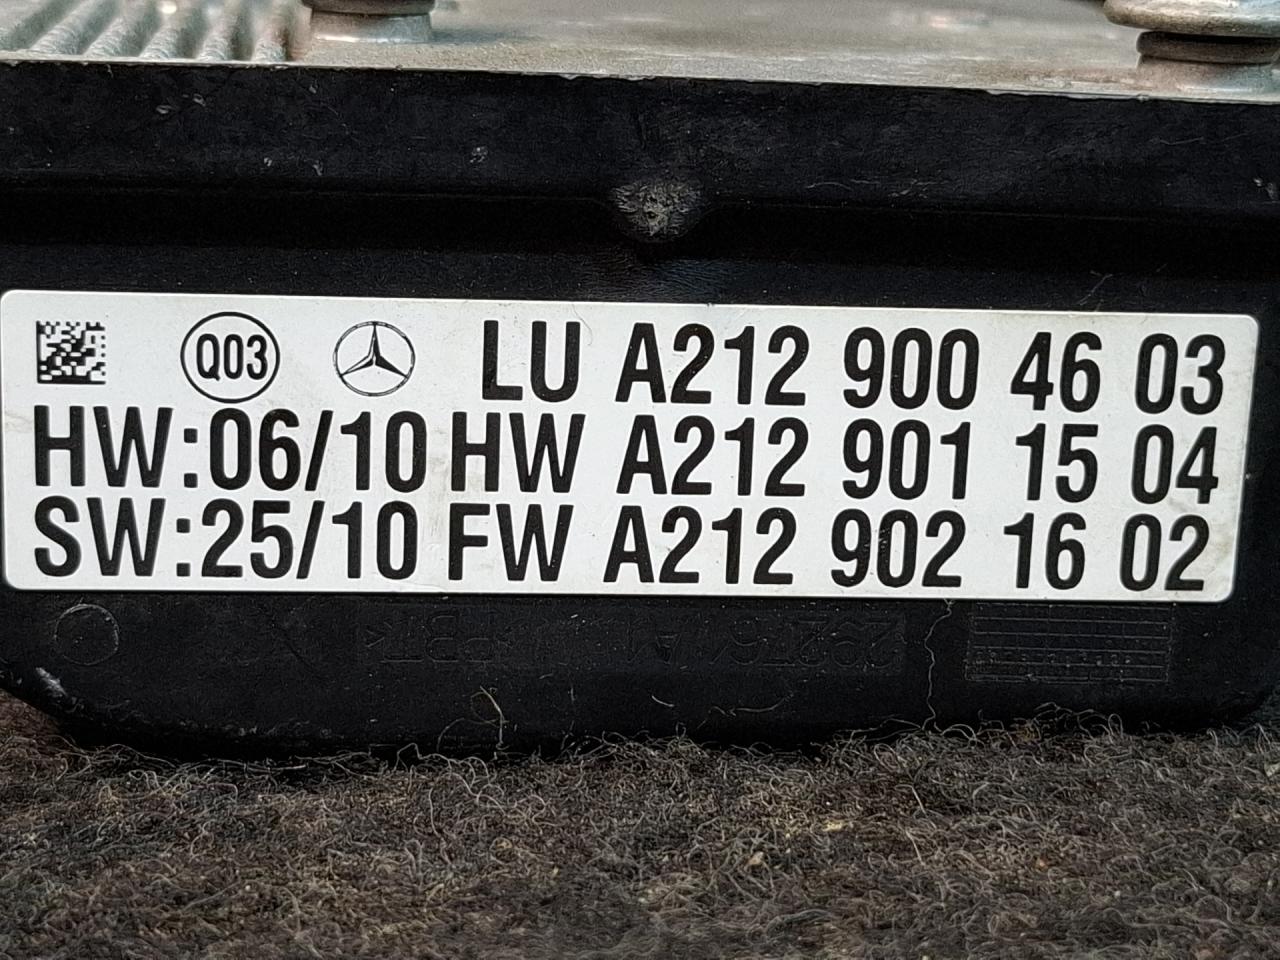 Q03 LU A212 900 46 03
HW:06/10 HW A212 901 15 04
SW:25/10 FW A212 902 16 02